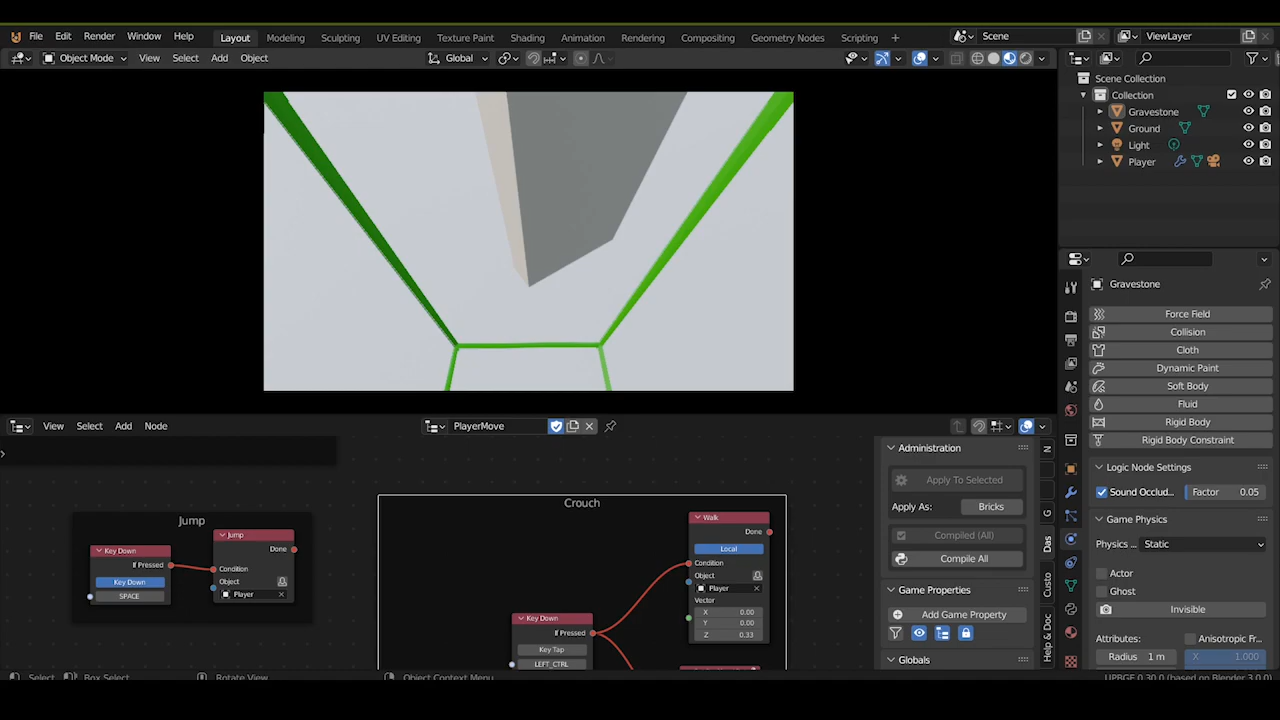 File Edit Render Window Help Layout Modeling Sculpting UV Editing Texture Paint Shading Animation Rendering Compositing Geometry Nodes Scripting + Scene ViewLayer
Object Mode View Select Add Object Global
Scene Collection
Collection
Gravestone
Ground
Light
Player
Gravestone
Force Field
Collision
Cloth
Dynamic Paint
Soft Body
Fluid
Rigid Body
Rigid Body Constraint
Logic Node Settings
Sound Occlud... Factor 0.05
Game Physics
Physics ... Static
Actor
Ghost
Invisible
Attributes: Anisotropic Fr...
Radius 1 m X 1.000
View Select Add Node PlayerMove
Jump
Key Down
If Pressed
Key Down
SPACE
Jump
Done
Condition
Object
Player
Crouch
Key Down
If Pressed
Key Tap
LEFT_CTRL
Walk
Done
Local
Condition
Object
Player
Vector
X 0.00
Y 0.00
Z 0.33
Administration
Apply To Selected
Apply As: Bricks
Compiled (All)
Compile All
Game Properties
Add Game Property
Globals
N
G
Das
Custo
Help & Doc
Select Box Select Rotate View Object Context Menu UPBGE 0.30.0 (based on Blender 3.0.0)